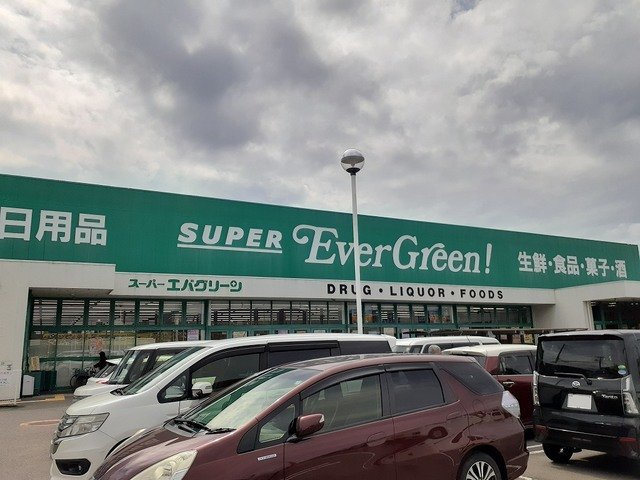 日用品
SUPER EverGreen!
生鮮・食品・菓子・酒
スーパーエバグリーン
DRUG・LIQUOR・FOODS